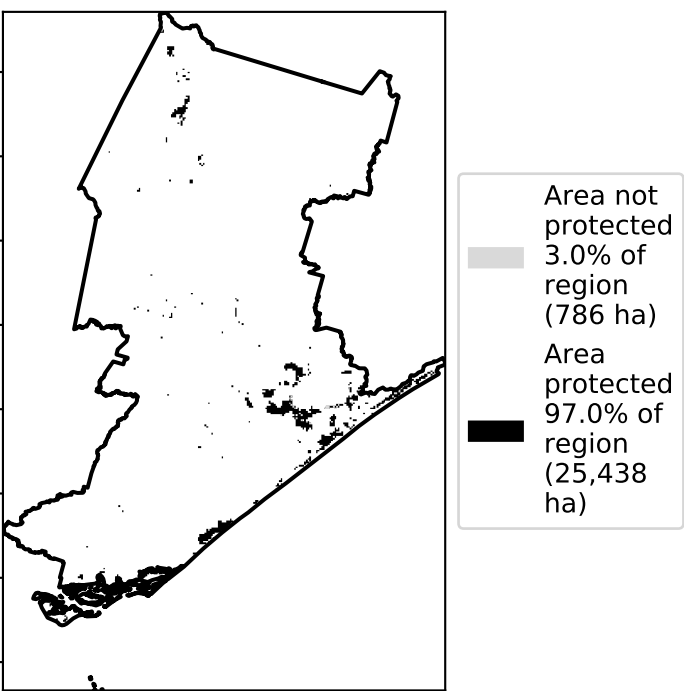 Area not
protected
3.0% of
region
(786 ha)
Area
protected
97.0% of
region
(25,438
ha)